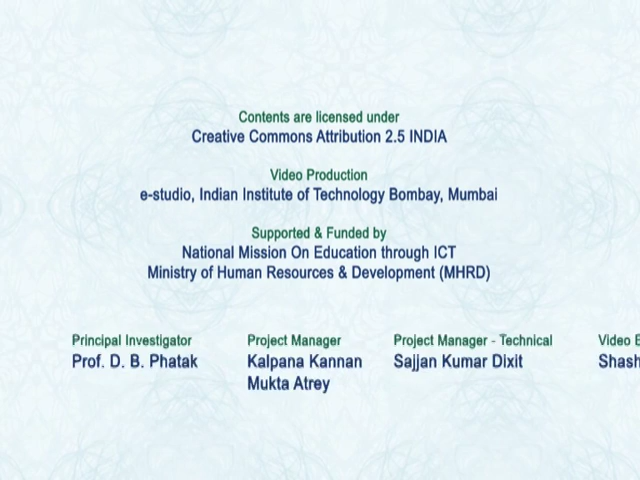 Contents are licensed under
Creative Commons Attribution 2.5 INDIA
Video Production
e-studio, Indian Institute of Technology Bombay, Mumbai
Supported & Funded by
National Mission On Education through ICT
Ministry of Human Resources & Development (MHRD)
Principal Investigator
Prof. D. B. Phatak
Project Manager
Kalpana Kannan
Mukta Atrey
Project Manager - Technical
Sajjan Kumar Dixit
Video